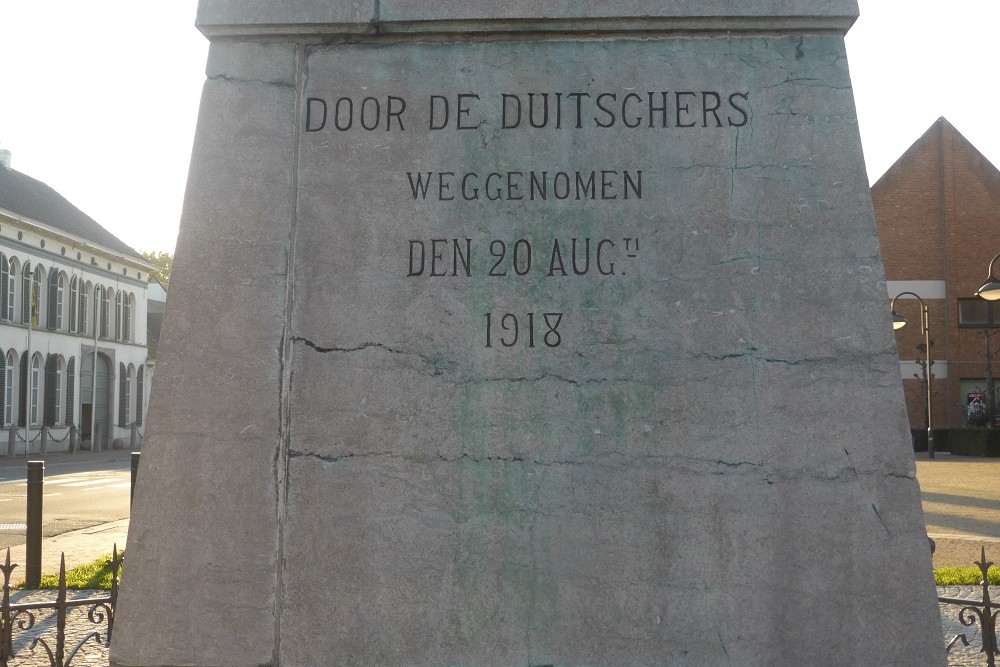 DOOR DE DUITSCHERS
WEGGENOMEN
DEN 20 AUG.TI
1918